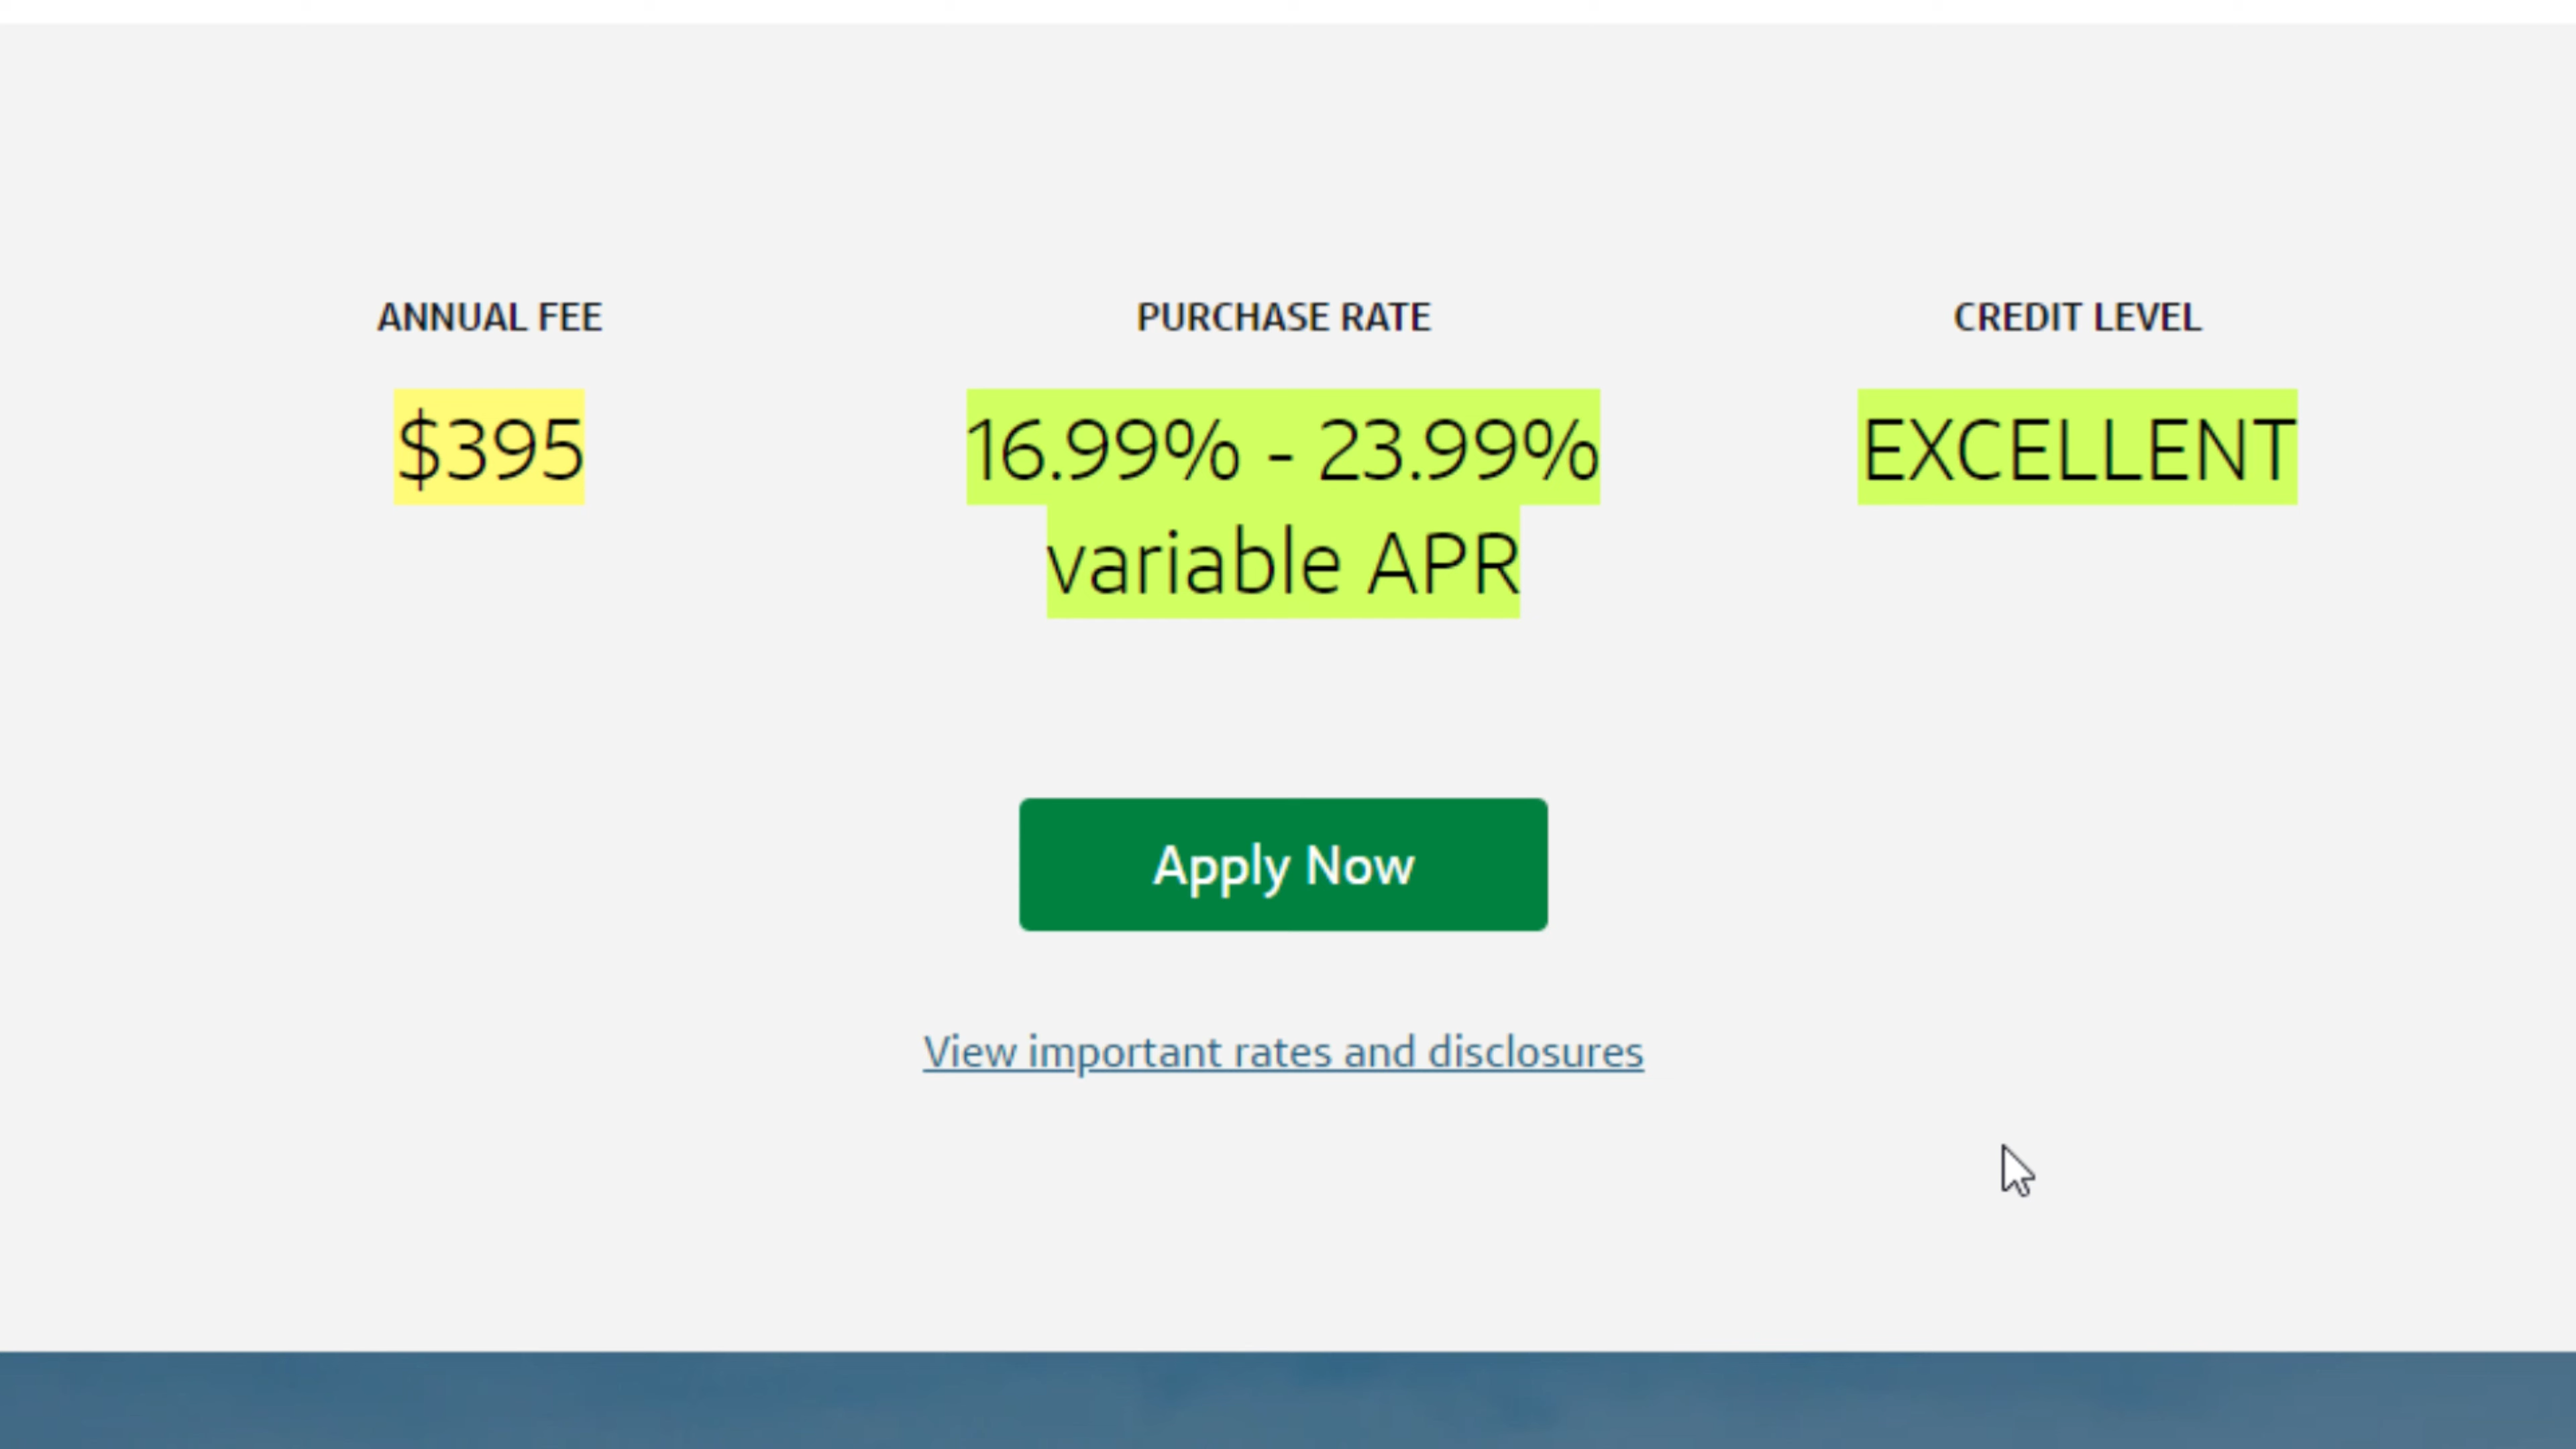 ANNUAL FEE
$395
PURCHASE RATE
16.99% - 23.99%
variable APR
CREDIT LEVEL
EXCELLENT
Apply Now
View important rates and disclosures